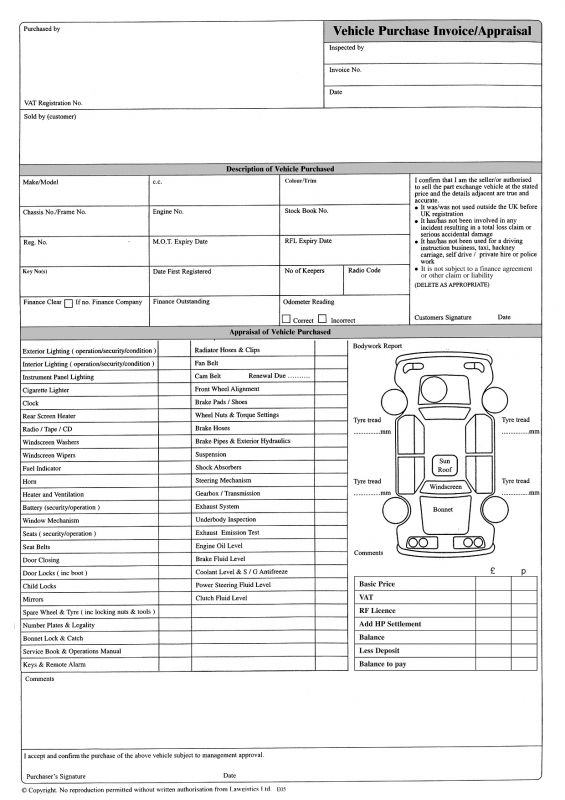 Purchased by
Vehicle Purchase Invoice/Appraisal
Inspected by
Invoice No.
Date
VAT Registration No.
Sold by (customer)
Description of Vehicle Purchased
Make/Model
c.c.
Colour/Trim
Chassis No./Frame No.
Engine No.
Stock Book No.
Reg. No.
M.O.T. Expiry Date
RFL Expiry Date
Key No(s)
Date First Registered
No of Keepers
Radio Code
Finance Clear
If no. Finance Company
Finance Outstanding
Odometer Reading
Correct
Incorrect
I confirm that I am the seller/or authorised
to sell the part exchange vehicle at the stated
price and the details adjacent are true and
accurate.
• It was/was not used outside the UK before
UK registration
• It has/has not been involved in any
incident resulting in a total loss claim or
serious accidental damage
• It has/has not been used for a driving
instruction business, taxi, hackney
carriage, self drive / private hire or police
work
• It is not subject to a finance agreement
or other claim or liability
(DELETE AS APPROPRIATE)
Customers Signature Date
Appraisal of Vehicle Purchased
Exterior Lighting ( operation/security/condition )
Interior Lighting ( operation/security/condition )
Instrument Panel Lighting
Cigarette Lighter
Clock
Rear Screen Heater
Radio / Tape / CD
Windscreen Washers
Windscreen Wipers
Fuel Indicator
Horn
Heater and Ventilation
Battery (security/operation )
Window Mechanism
Seats ( security/operation )
Seat Belts
Door Closing
Door Locks ( inc boot )
Child Locks
Mirrors
Spare Wheel & Tyre ( inc locking nuts & tools )
Number Plates & Legality
Bonnet Lock & Catch
Service Book & Operations Manual
Keys & Remote Alarm
Radiator Hoses & Clips
Fan Belt
Cam Belt Renewal Due ...........
Front Wheel Alignment
Brake Pads / Shoes
Wheel Nuts & Torque Settings
Brake Hoses
Brake Pipes & Exterior Hydraulics
Suspension
Shock Absorbers
Steering Mechanism
Gearbox / Transmission
Exhaust System
Underbody Inspection
Exhaust Emission Test
Engine Oil Level
Brake Fluid Level
Coolant Level & S / G Antifreeze
Power Steering Fluid Level
Clutch Fluid Level
Bodywork Report
Tyre tread
..............mm
Tyre tread
..............mm
Sun
Roof
Tyre tread
..............mm
Windscreen
Tyre tread
..............mm
Bonnet
Comments
£ p
Basic Price
VAT
RF Licence
Add HP Settlement
Balance
Less Deposit
Balance to pay
Comments
I accept and confirm the purchase of the above vehicle subject to management approval.
Purchaser's Signature Date
© Copyright. No reproduction permitted without written authorisation from Lawgistics Ltd. E05